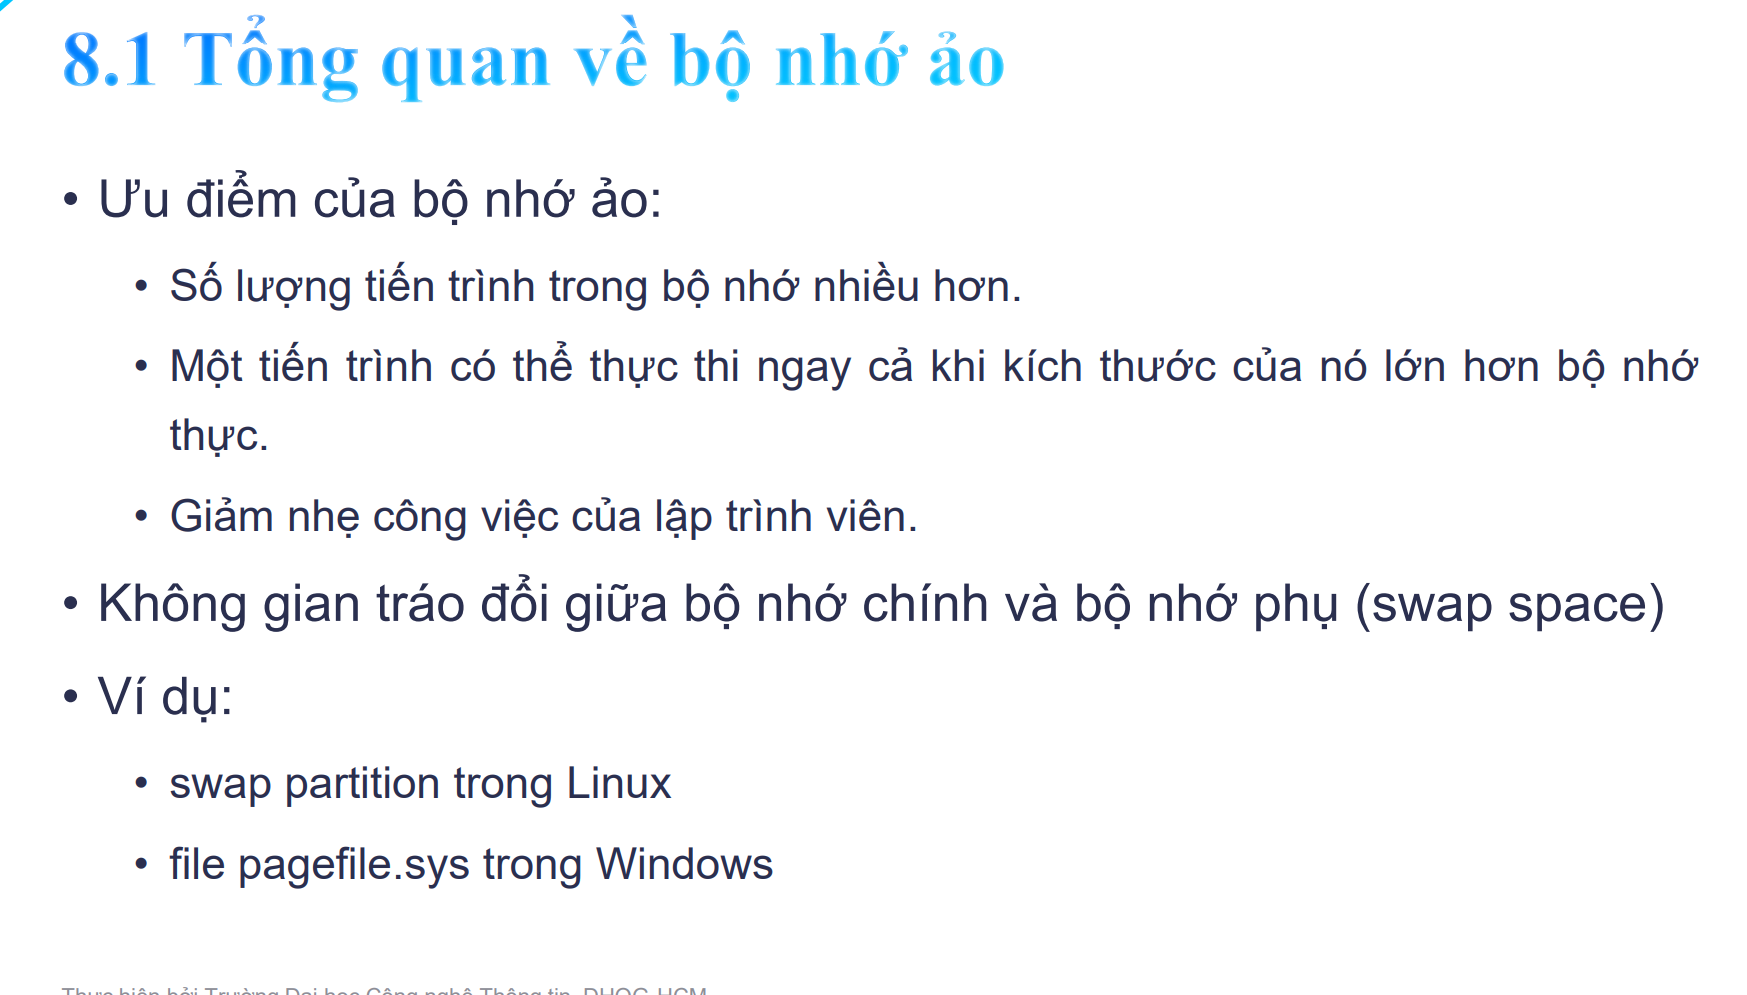 8.1 Tổng quan về bộ nhớ ảo
• Ưu điểm của bộ nhớ ảo:
• Số lượng tiến trình trong bộ nhớ nhiều hơn.
• Một tiến trình có thể thực thi ngay cả khi kích thước của nó lớn hơn bộ nhớ
thực.
• Giảm nhẹ công việc của lập trình viên.
• Không gian tráo đổi giữa bộ nhớ chính và bộ nhớ phụ (swap space)
• Ví dụ:
• swap partition trong Linux
• file pagefile.sys trong Windows
Thực hiện bởi Trường Đại học Công nghệ Thông tin, ĐHQG-HCM